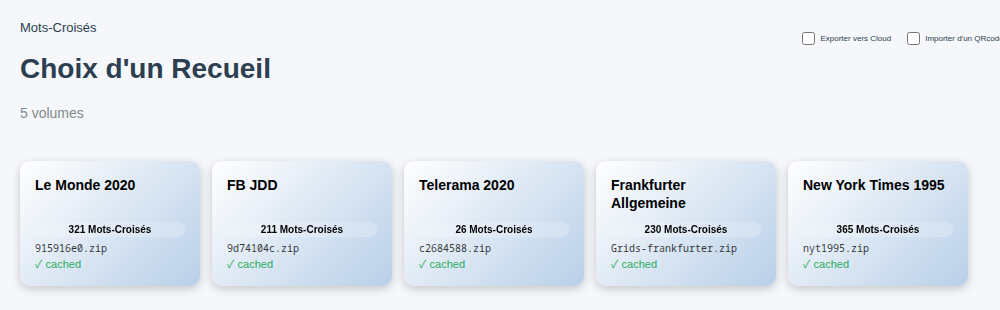 Mots-Croisés
Exporter vers Cloud
Importer d'un QRcod
Choix d'un Recueil
5 volumes
Le Monde 2020
321 Mots-Croisés
915916e0.zip
✓ cached
FB JDD
211 Mots-Croisés
9d74104c.zip
✓ cached
Telerama 2020
26 Mots-Croisés
c2684588.zip
✓ cached
Frankfurter
Allgemeine
230 Mots-Croisés
Grids-frankfurter.zip
✓ cached
New York Times 1995
365 Mots-Croisés
nyt1995.zip
✓ cached